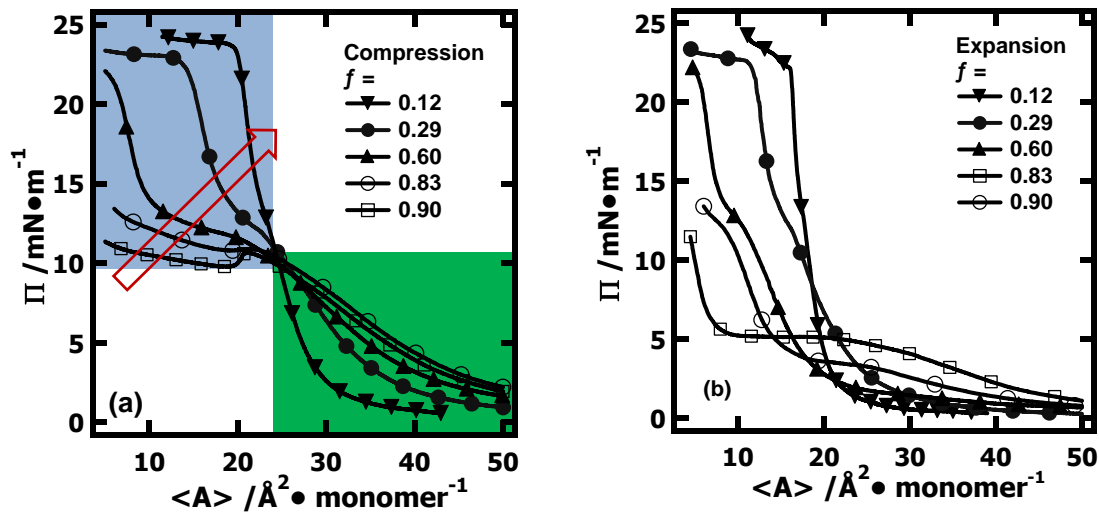 25
20
15
10
5
0
Π /mN●m⁻¹
Compression
ƒ =
0.12
0.29
0.60
0.83
0.90
(a)
10 20 30 40 50
<A> /Å²● monomer⁻¹
25
20
15
10
5
0
Π /mN●m⁻¹
Expansion
ƒ =
0.12
0.29
0.60
0.83
0.90
(b)
10 20 30 40 50
<A> /Å²● monomer⁻¹